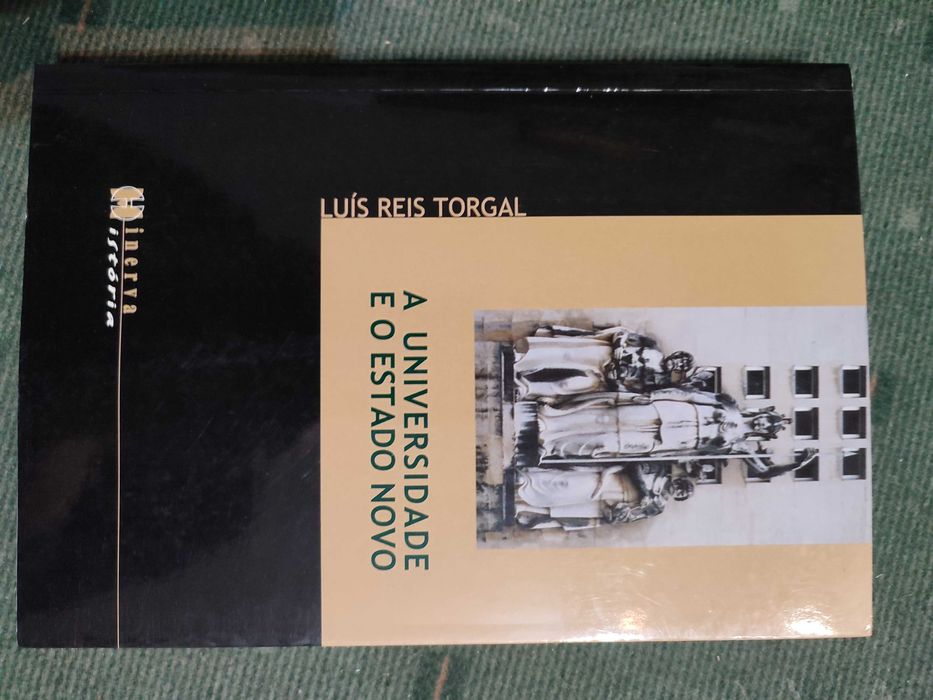 LUÍS REIS TORGAL
A UNIVERSIDADE
E O ESTADO NOVO
Minerva
História